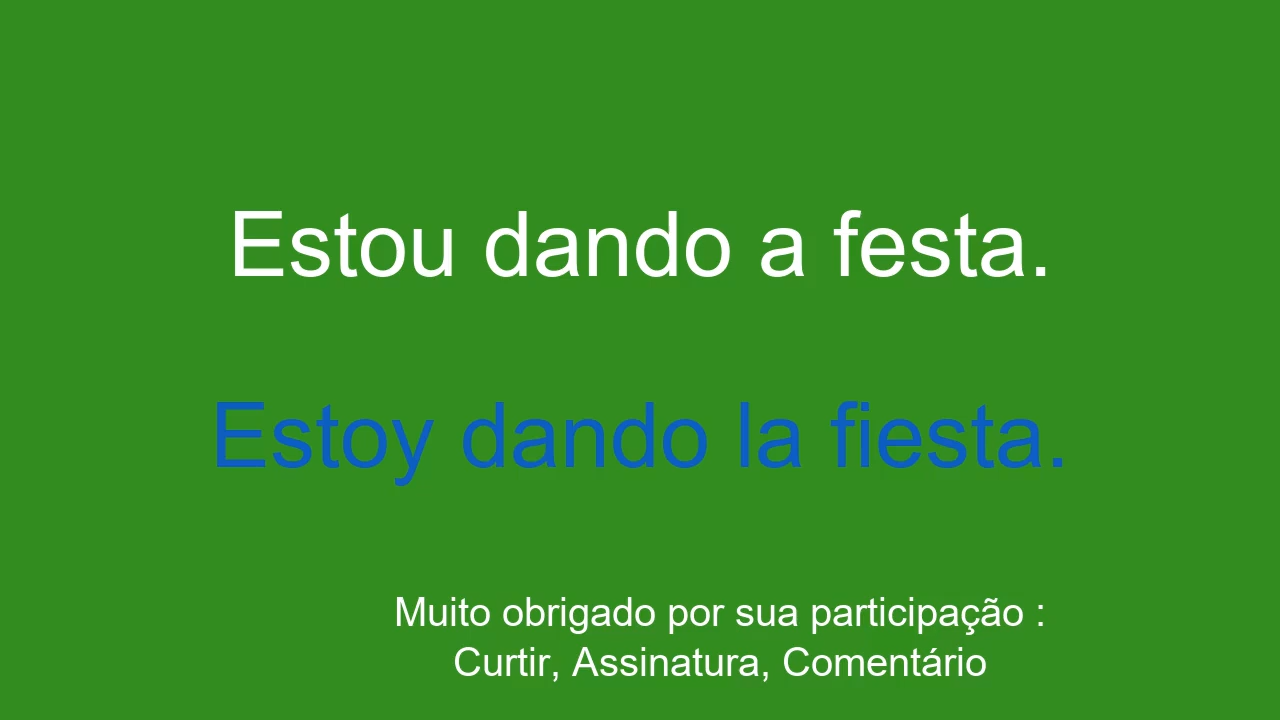 Estou dando a festa.
Estoy dando la fiesta.
Muito obrigado por sua participação :
Curtir, Assinatura, Comentário